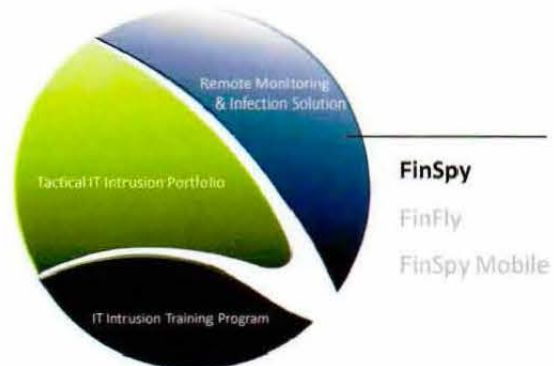 Remote Monitoring
& Infection Solution
Tactical IT Intrusion Portfolio
IT Intrusion Training Program
FinSpy
FinFly
FinSpy Mobile